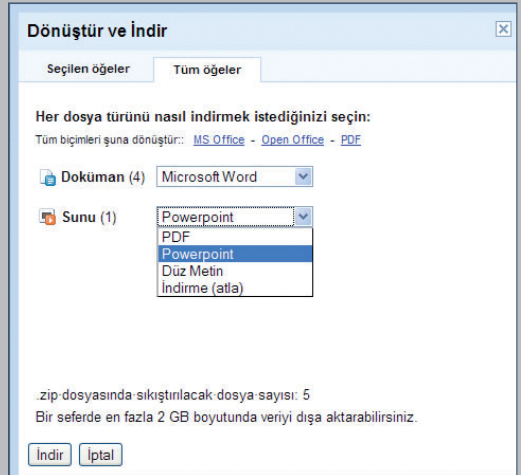 Dönüştür ve İndir
Seçilen öğeler Tüm öğeler
Her dosya türünü nasıl indirmek istediğinizi seçin:
Tüm biçimleri şuna dönüştür:: MS Office - Open Office - PDF
Doküman (4) Microsoft Word
Sunu (1) Powerpoint
PDF
Powerpoint
Düz Metin
İndirme (atla)
.zip·dosyasında·sıkıştırılacak·dosya·sayısı: 5
Bir seferde en fazla 2 GB boyutunda veriyi dışa aktarabilirsiniz.
İndir İptal